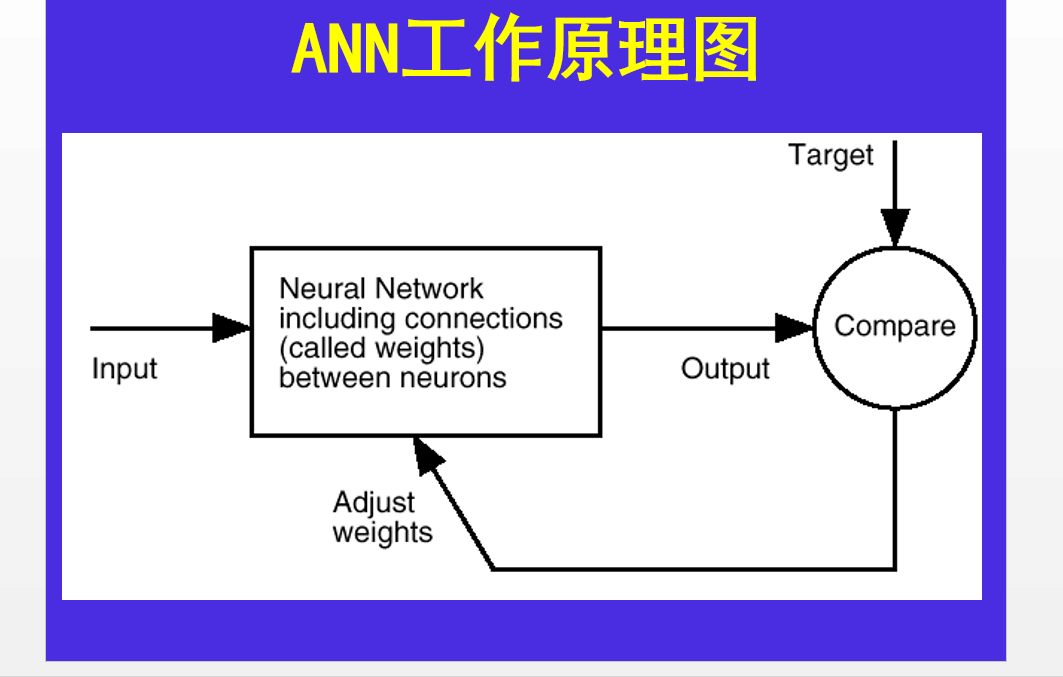 ANN工作原理图
Target
Neural Network
including connections
(called weights)
between neurons
Compare
Input
Output
Adjust
weights